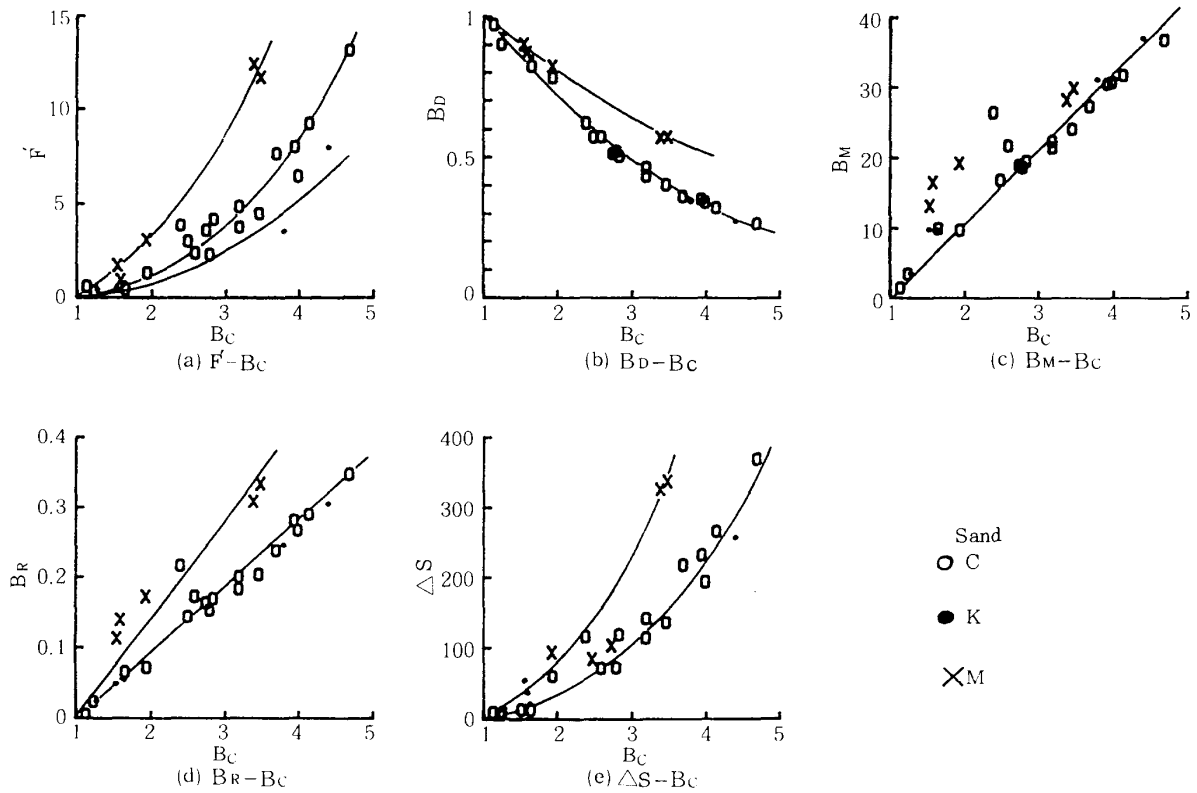 15
10
5
0
F′
1 2 3 4 5
Bc
(a) F′-Bc
1
0.5
0
BD
1 2 3 4 5
Bc
(b) BD-Bc
40
30
20
10
0
BM
1 2 3 4 5
Bc
(c) BM-Bc
0.4
0.3
0.2
0.1
0
BR
1 2 3 4 5
Bc
(d) BR-Bc
400
300
200
100
0
△S
1 2 3 4 5
Bc
(e) △S-Bc
Sand
C
K
M